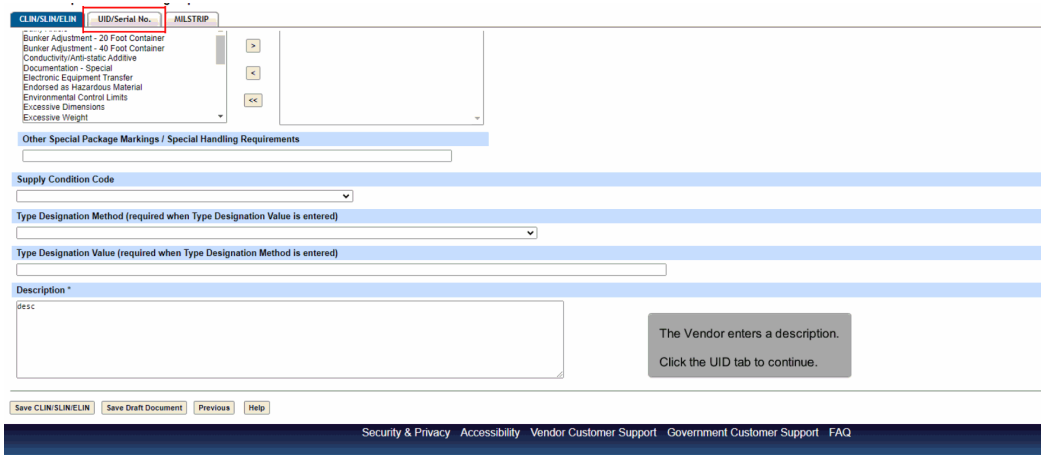 CLIN/SLIN/ELIN UID/Serial No. MILSTRIP
Bunker Adjustment - 20 Foot Container
Bunker Adjustment - 40 Foot Container
Conductivity/Anti-static Additive
Documentation - Special
Electronic Equipment Transfer
Endorsed as Hazardous Material
Environmental Control Limits
Excessive Dimensions
Excessive Weight
>
<
<<
Other Special Package Markings / Special Handling Requirements
Supply Condition Code
Type Designation Method (required when Type Designation Value is entered)
Type Designation Value (required when Type Designation Method is entered)
Description *
desc
The Vendor enters a description.
Click the UID tab to continue.
Save CLIN/SLIN/ELIN Save Draft Document Previous Help
Security & Privacy Accessibility Vendor Customer Support Government Customer Support FAQ